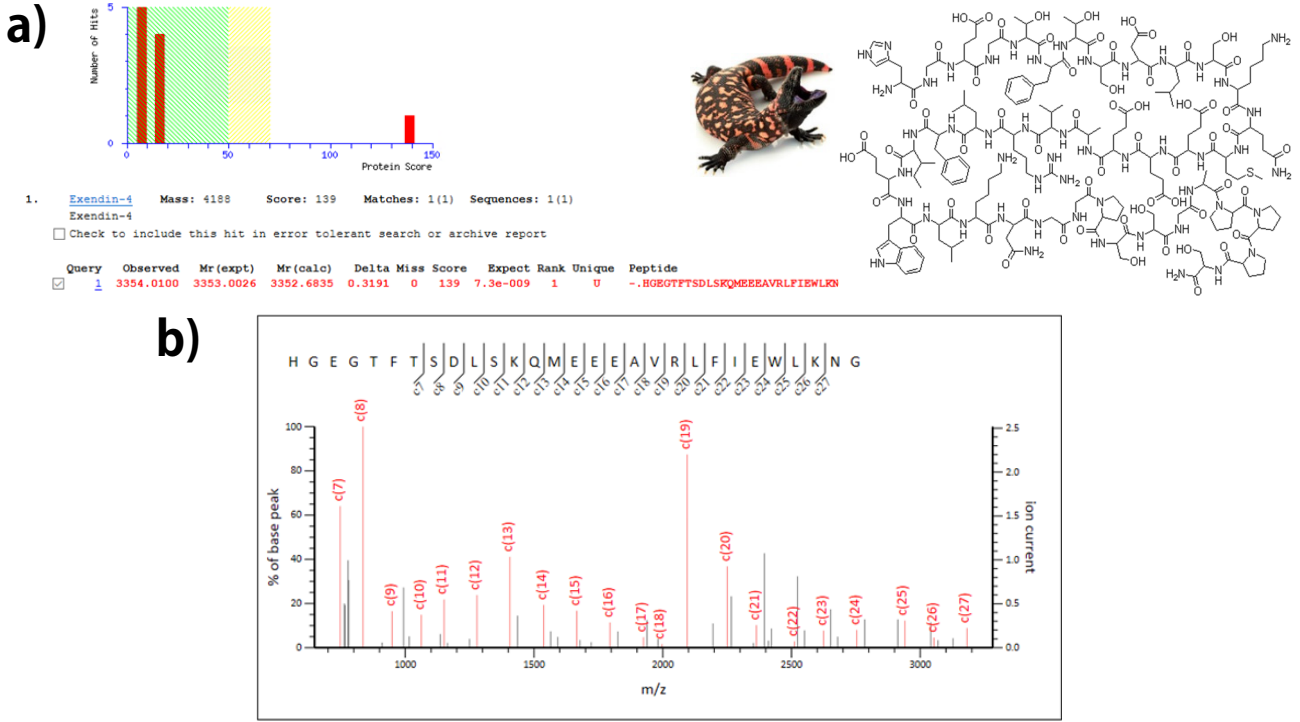 a)
Number of Hits
5
0
0
50
100
150
Protein Score
1. Exendin-4 Mass: 4188 Score: 139 Matches: 1(1) Sequences: 1(1)
Exendin-4
Check to include this hit in error tolerant search or archive report
Query Observed Mr(expt) Mr(calc) Delta Miss Score Expect Rank Unique Peptide
1 3354.0100 3353.0026 3352.6835 0.3191 0 139 7.3e-009 1 U -.HGEGTFTSDLSKQMEEEAVRLFIEWLKN
b)
H G E G T F T S D L S K Q M E E E A V R L F I E W L K N G
c7 c8 c9 c10 c11 c12 c13 c14 c15 c16 c17 c18 c19 c20 c21 c22 c23 c24 c25 c26 c27
c(7) c(8) c(9) c(10) c(11) c(12) c(13) c(14) c(15) c(16) c(17) c(18) c(19) c(20) c(21) c(22) c(23) c(24) c(25) c(26) c(27)
% of base peak
100
80
60
40
20
0
ion current
2.5
2.0
1.5
1.0
0.5
0.0
1000 1500 2000 2500 3000
m/z